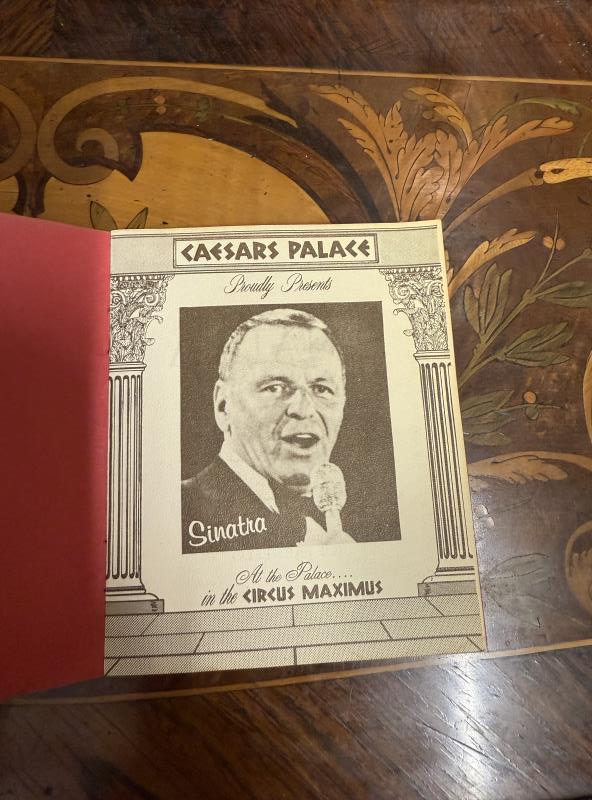 CAESARS PALACE
Proudly Presents
Sinatra
At the Palace....
in the CIRCUS MAXIMUS